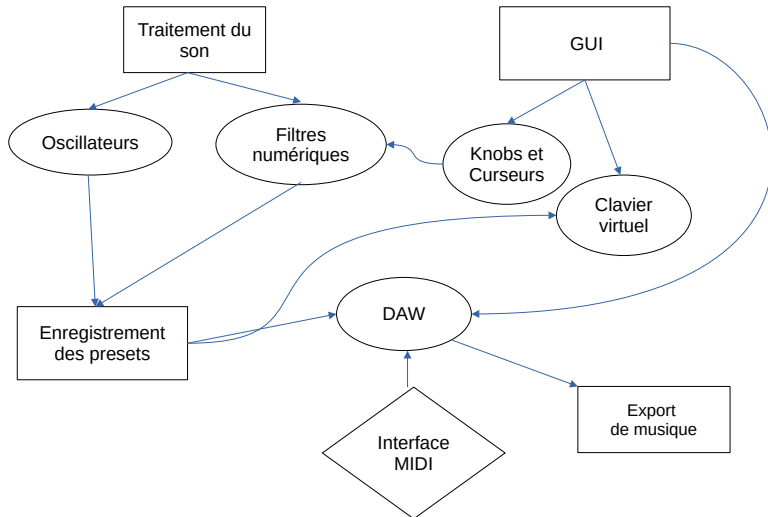 Traitement du
son
GUI
Oscillateurs
Filtres
numériques
Knobs et
Curseurs
Clavier
virtuel
Enregistrement
des presets
DAW
Interface
MIDI
Export
de musique